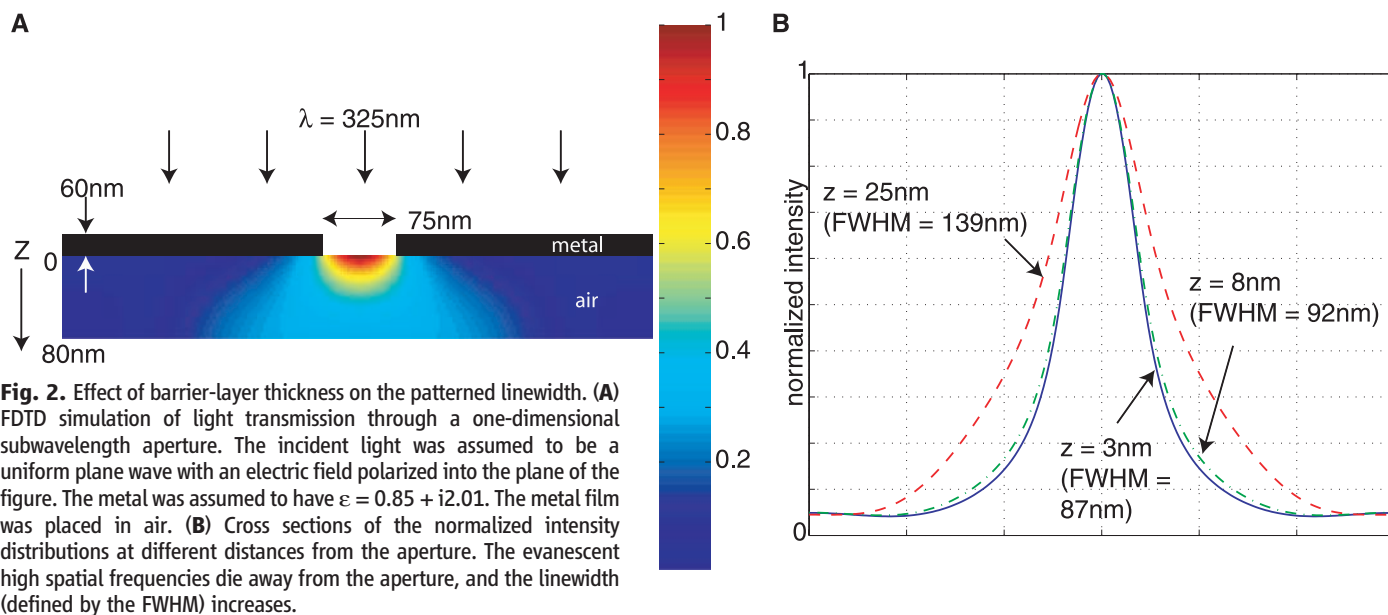 A
λ = 325nm
60nm
75nm
metal
Z
0
air
80nm
1
0.8
0.6
0.4
0.2
Fig. 2. Effect of barrier-layer thickness on the patterned linewidth. (A)
FDTD simulation of light transmission through a one-dimensional
subwavelength aperture. The incident light was assumed to be a
uniform plane wave with an electric field polarized into the plane of the
figure. The metal was assumed to have ε = 0.85 + i2.01. The metal film
was placed in air. (B) Cross sections of the normalized intensity
distributions at different distances from the aperture. The evanescent
high spatial frequencies die away from the aperture, and the linewidth
(defined by the FWHM) increases.
B
1
normalized intensity
0
z = 25nm
(FWHM = 139nm)
z = 8nm
(FWHM = 92nm)
z = 3nm
(FWHM =
87nm)